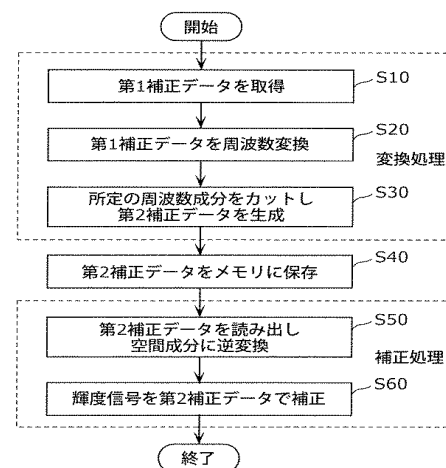 開始
第1補正データを取得
S10
第1補正データを周波数変換
S20
変換処理
所定の周波数成分をカットし
第2補正データを生成
S30
第2補正データをメモリに保存
S40
第2補正データを読み出し
空間成分に逆変換
S50
補正処理
輝度信号を第2補正データで補正
S60
終了